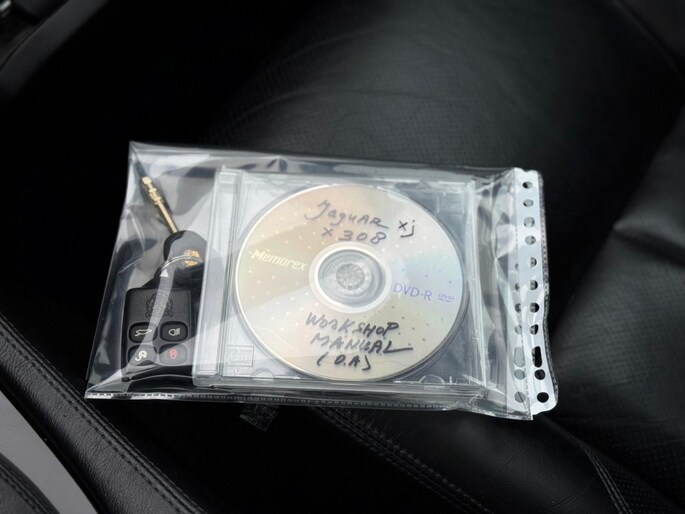 Jaguar xj
X308
Memorex
DVD-R
WORKSHOP
MANUAL
(O.A)